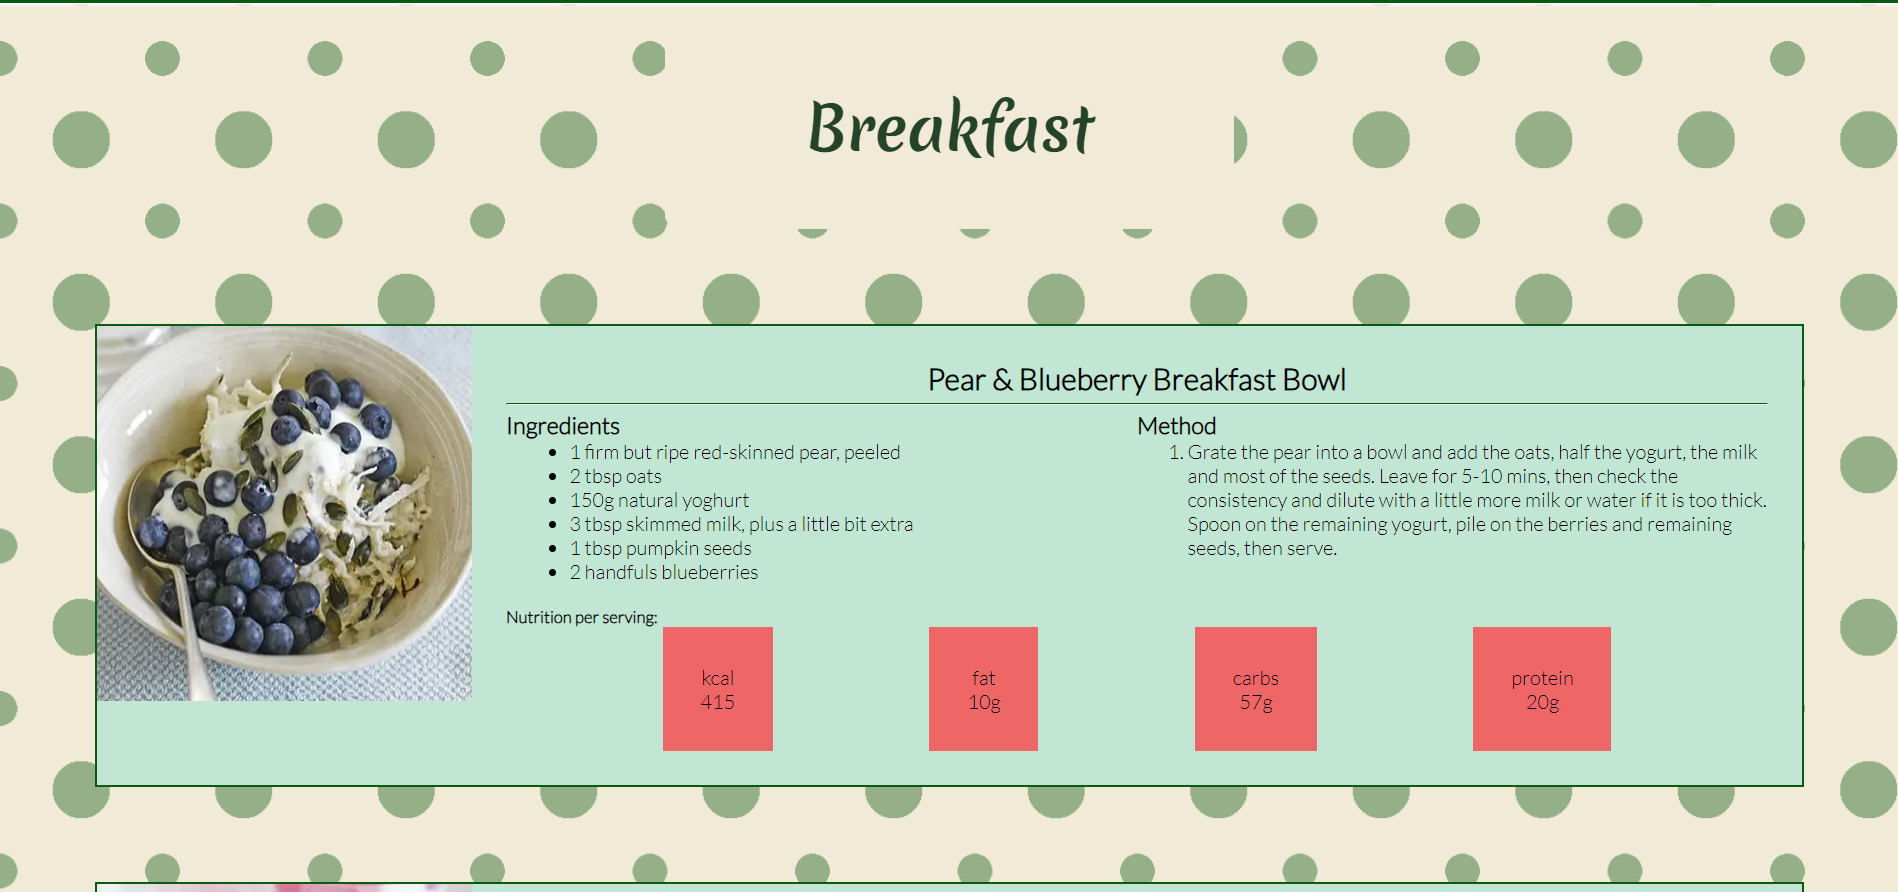 Breakfast
Pear & Blueberry Breakfast Bowl
Ingredients
• 1 firm but ripe red-skinned pear, peeled
• 2 tbsp oats
• 150g natural yoghurt
• 3 tbsp skimmed milk, plus a little bit extra
• 1 tbsp pumpkin seeds
• 2 handfuls blueberries
Method
1. Grate the pear into a bowl and add the oats, half the yogurt, the milk
and most of the seeds. Leave for 5-10 mins, then check the
consistency and dilute with a little more milk or water if it is too thick.
Spoon on the remaining yogurt, pile on the berries and remaining
seeds, then serve.
Nutrition per serving:
kcal
415
fat
10g
carbs
57g
protein
20g